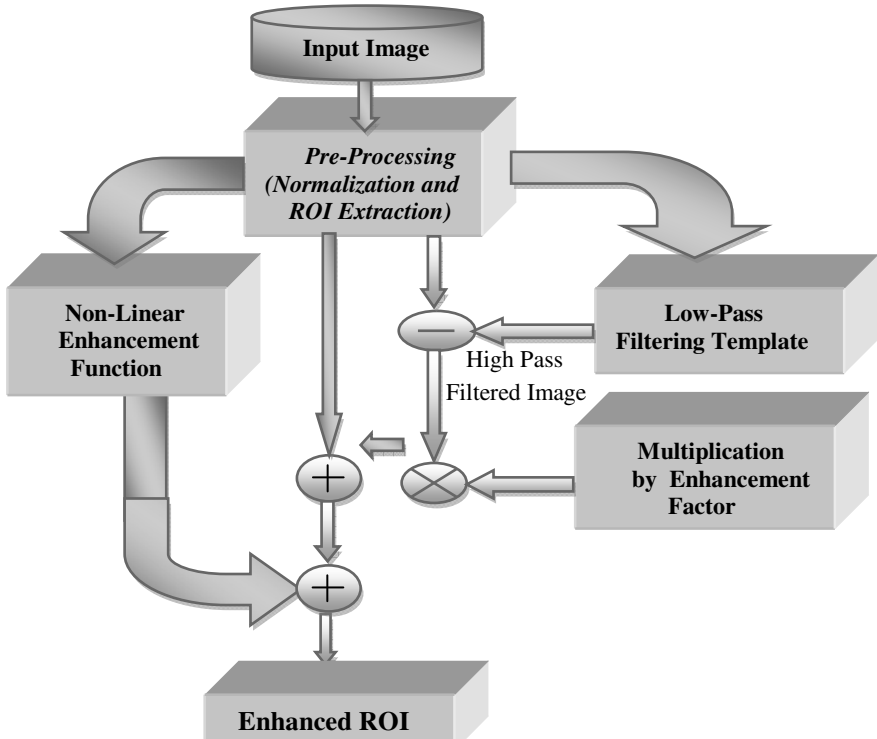 Input Image
Pre-Processing
(Normalization and
ROI Extraction)
Non-Linear
Enhancement
Function
Low-Pass
Filtering Template
High Pass
Filtered Image
Multiplication
by Enhancement
Factor
Enhanced ROI